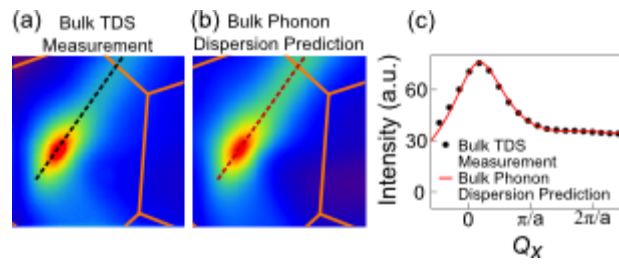 (a) Bulk TDS
Measurement
(b) Bulk Phonon
Dispersion Prediction
(c)
Intensity (a.u.)
60
30
0
Bulk TDS
Measurement
Bulk Phonon
Dispersion Prediction
0 π/a 2π/a
Qx